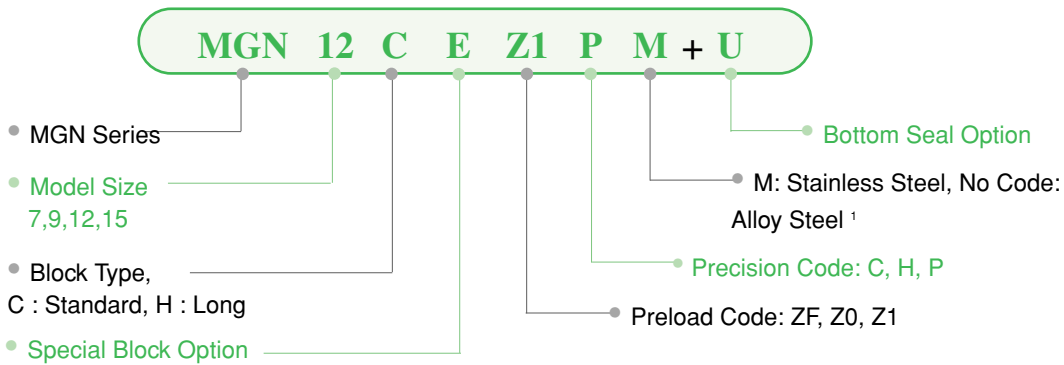 MGN 12 C E Z1 P M + U
MGN Series
Model Size
7,9,12,15
Block Type,
C : Standard, H : Long
Special Block Option
Bottom Seal Option
M: Stainless Steel, No Code:
Alloy Steel ¹
Precision Code: C, H, P
Preload Code: ZF, Z0, Z1